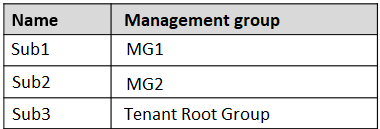 Name Management group
Sub1 MG1
Sub2 MG2
Sub3 Tenant Root Group